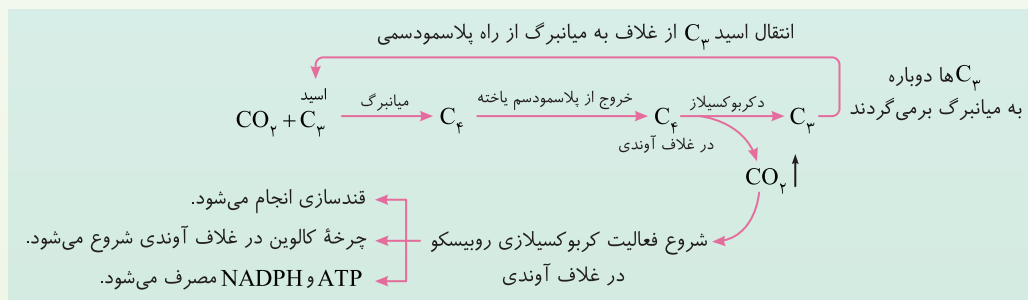 انتقال اسید C۳ از غلاف به میانبرگ از راه پلاسمودسمی
C۳ها دوباره
به میانبرگ برمی‌گردند
اسید
CO۲ + C۳
میانبرگ
C۴
خروج از پلاسمودسم یاخته
C۴
دکربوکسیلاز
در غلاف آوندی
C۳
CO۲
شروع فعالیت کربوکسیلازی روبیسکو
در غلاف آوندی
قندسازی انجام می‌شود.
چرخهٔ کالوین در غلاف آوندی شروع می‌شود.
ATP و NADPH مصرف می‌شود.